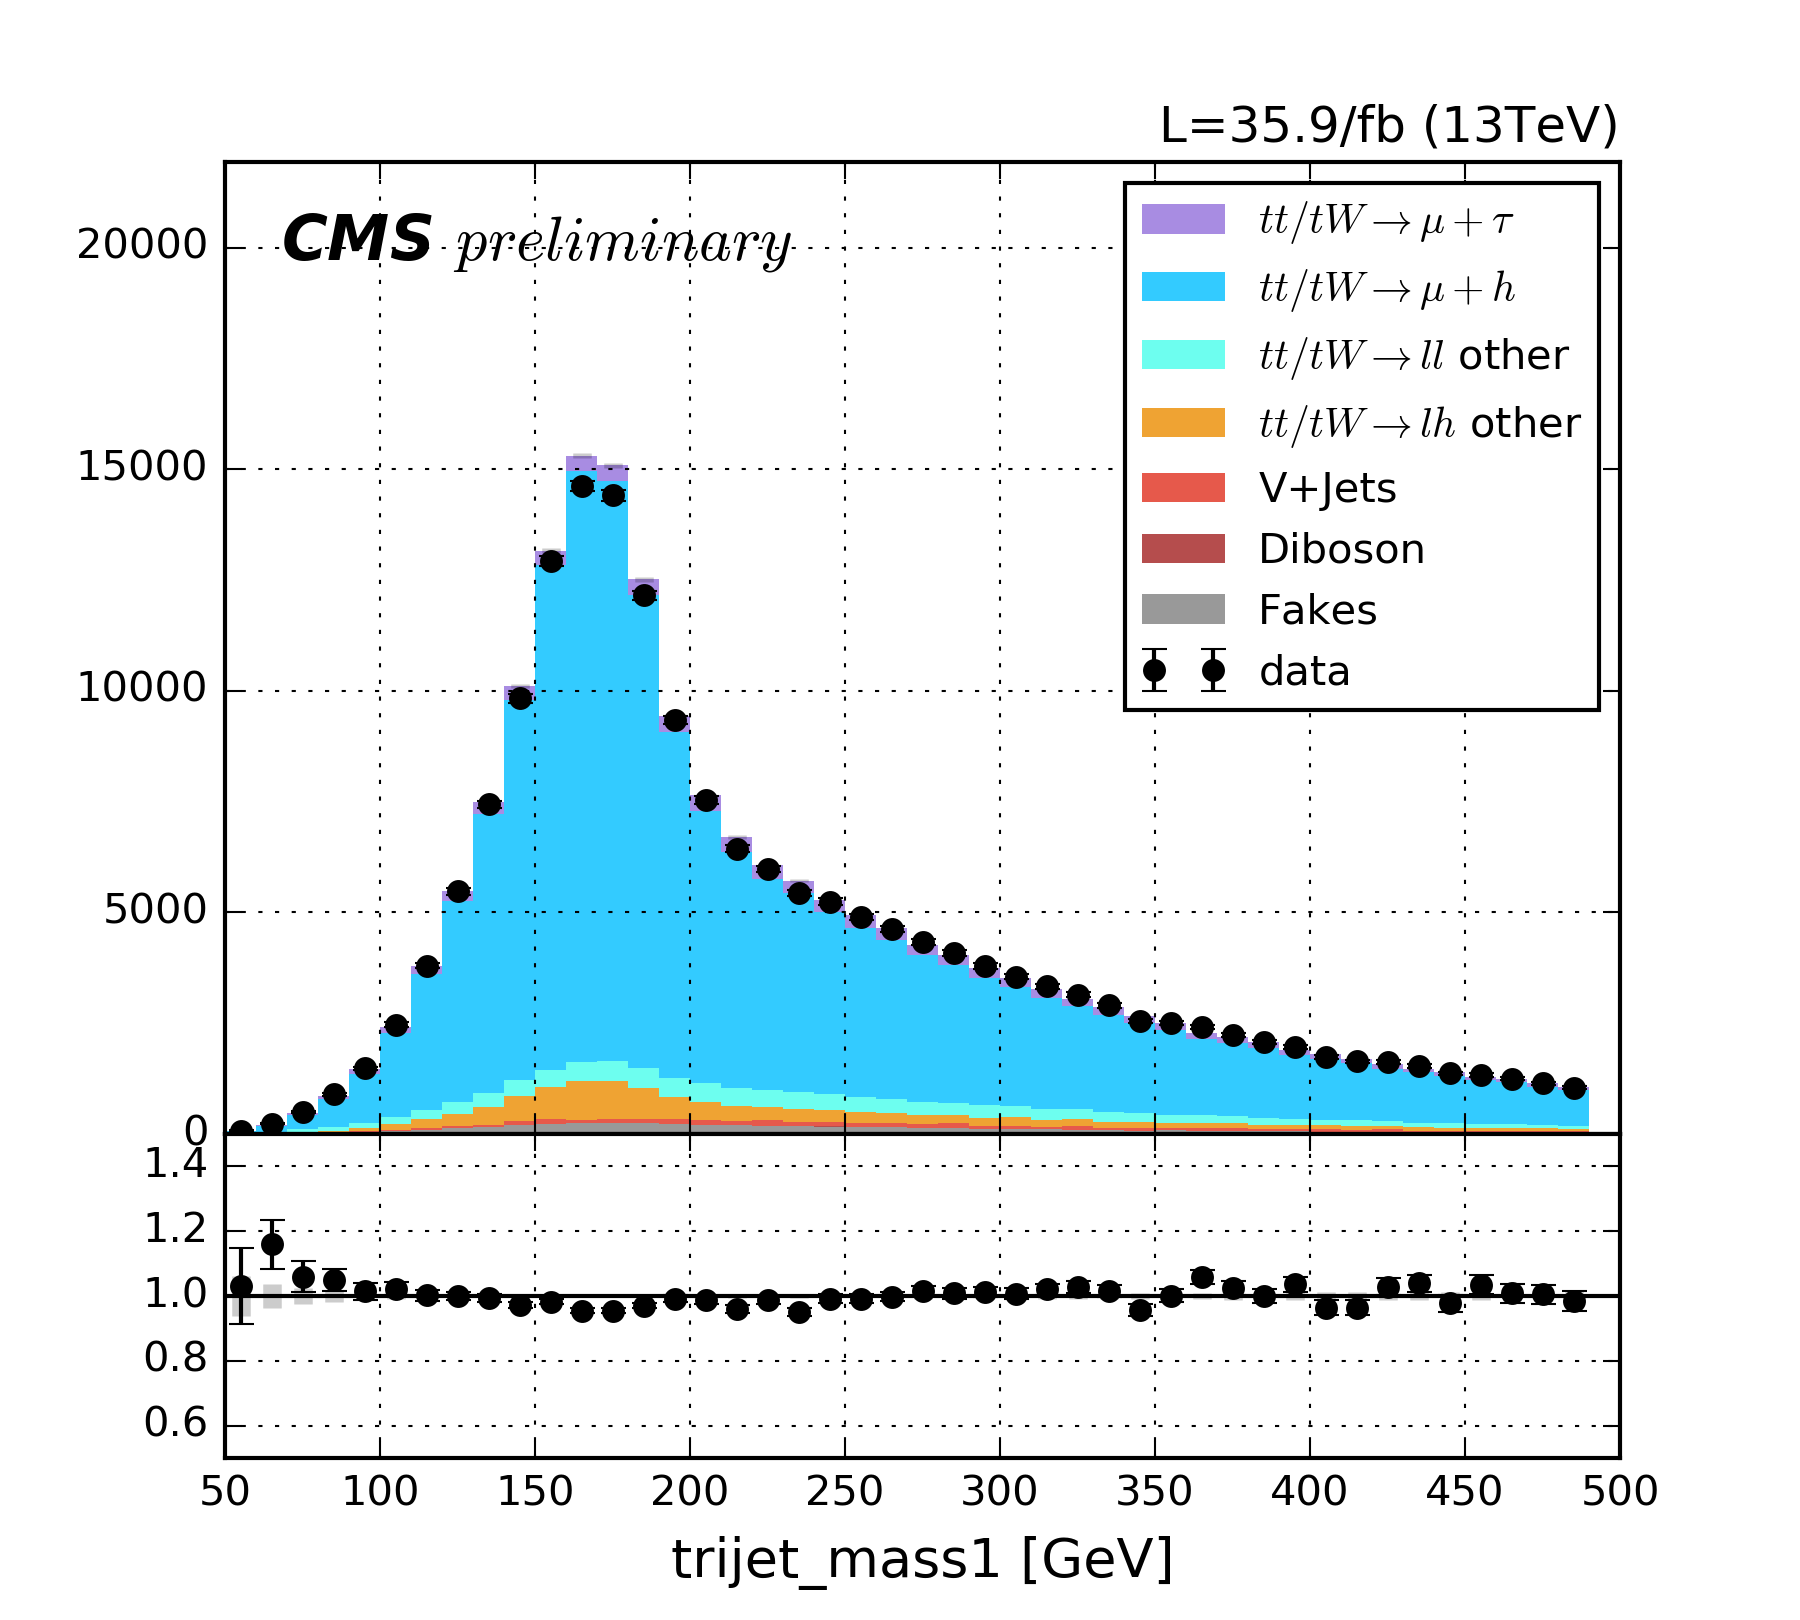 L=35.9/fb (13TeV)
CMS preliminary
tt/tW→μ+τ
tt/tW→μ+h
tt/tW→ll other
tt/tW→lh other
V+Jets
Diboson
Fakes
data
20000
15000
10000
5000
0
1.4
1.2
1.0
0.8
0.6
50 100 150 200 250 300 350 400 450 500
trijet_mass1 [GeV]